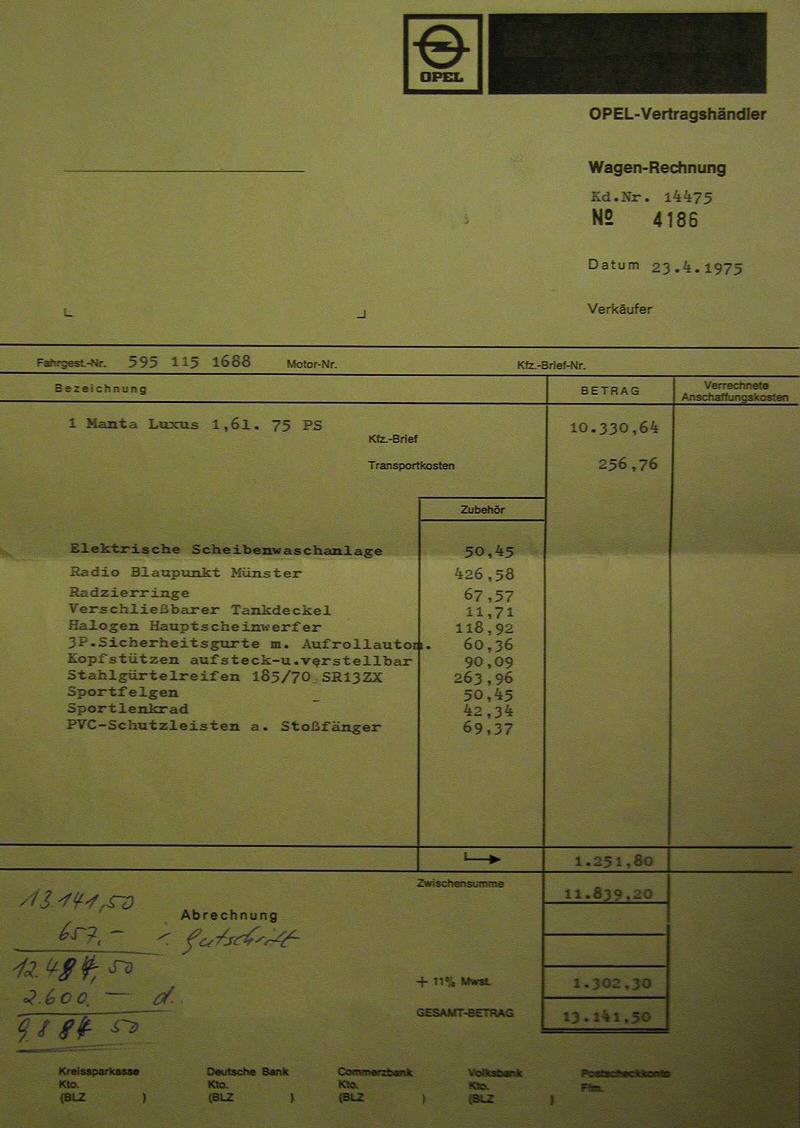 OPEL
OPEL-Vertragshändler
Wagen-Rechnung
Kd.Nr. 14475
Nº 4186
Datum 23.4.1975
Verkäufer
Fahrgest.-Nr. 595 115 1688 Motor-Nr. Kfz.-Brief-Nr.
Bezeichnung BETRAG Verrechnete Anschaffungskosten
1 Manta Luxus 1,6l. 75 PS 10.330,64
Kfz.-Brief
Transportkosten 256,76
Zubehör
Elektrische Scheibenwaschanlage 50,45
Radio Blaupunkt Münster 426,58
Radzierringe 67,57
Verschließbarer Tankdeckel 11,71
Halogen Hauptscheinwerfer 118,92
3P.Sicherheitsgurte m. Aufrollautom. 60,36
Kopfstützen aufsteck-u.verstellbar 90,09
Stahlgürtelreifen 185/70 SR13ZX 263,96
Sportfelgen 50,45
Sportlenkrad 42,34
PVC-Schutzleisten a. Stoßfänger 69,37
1.251,80
Zwischensumme 11.839,20
13.141,50
Abrechnung
657,- ./. Gutschrift
12.484,50
+ 11% Mwst. 1.302,30
2.600,- d.
GESAMT-BETRAG 13.141,50
9.884 50
Kreissparkasse Deutsche Bank Commerzbank Volksbank Postscheckkonto
Kto. Kto. Kto. Kto. Ffm.
(BLZ ) (BLZ ) (BLZ ) (BLZ )